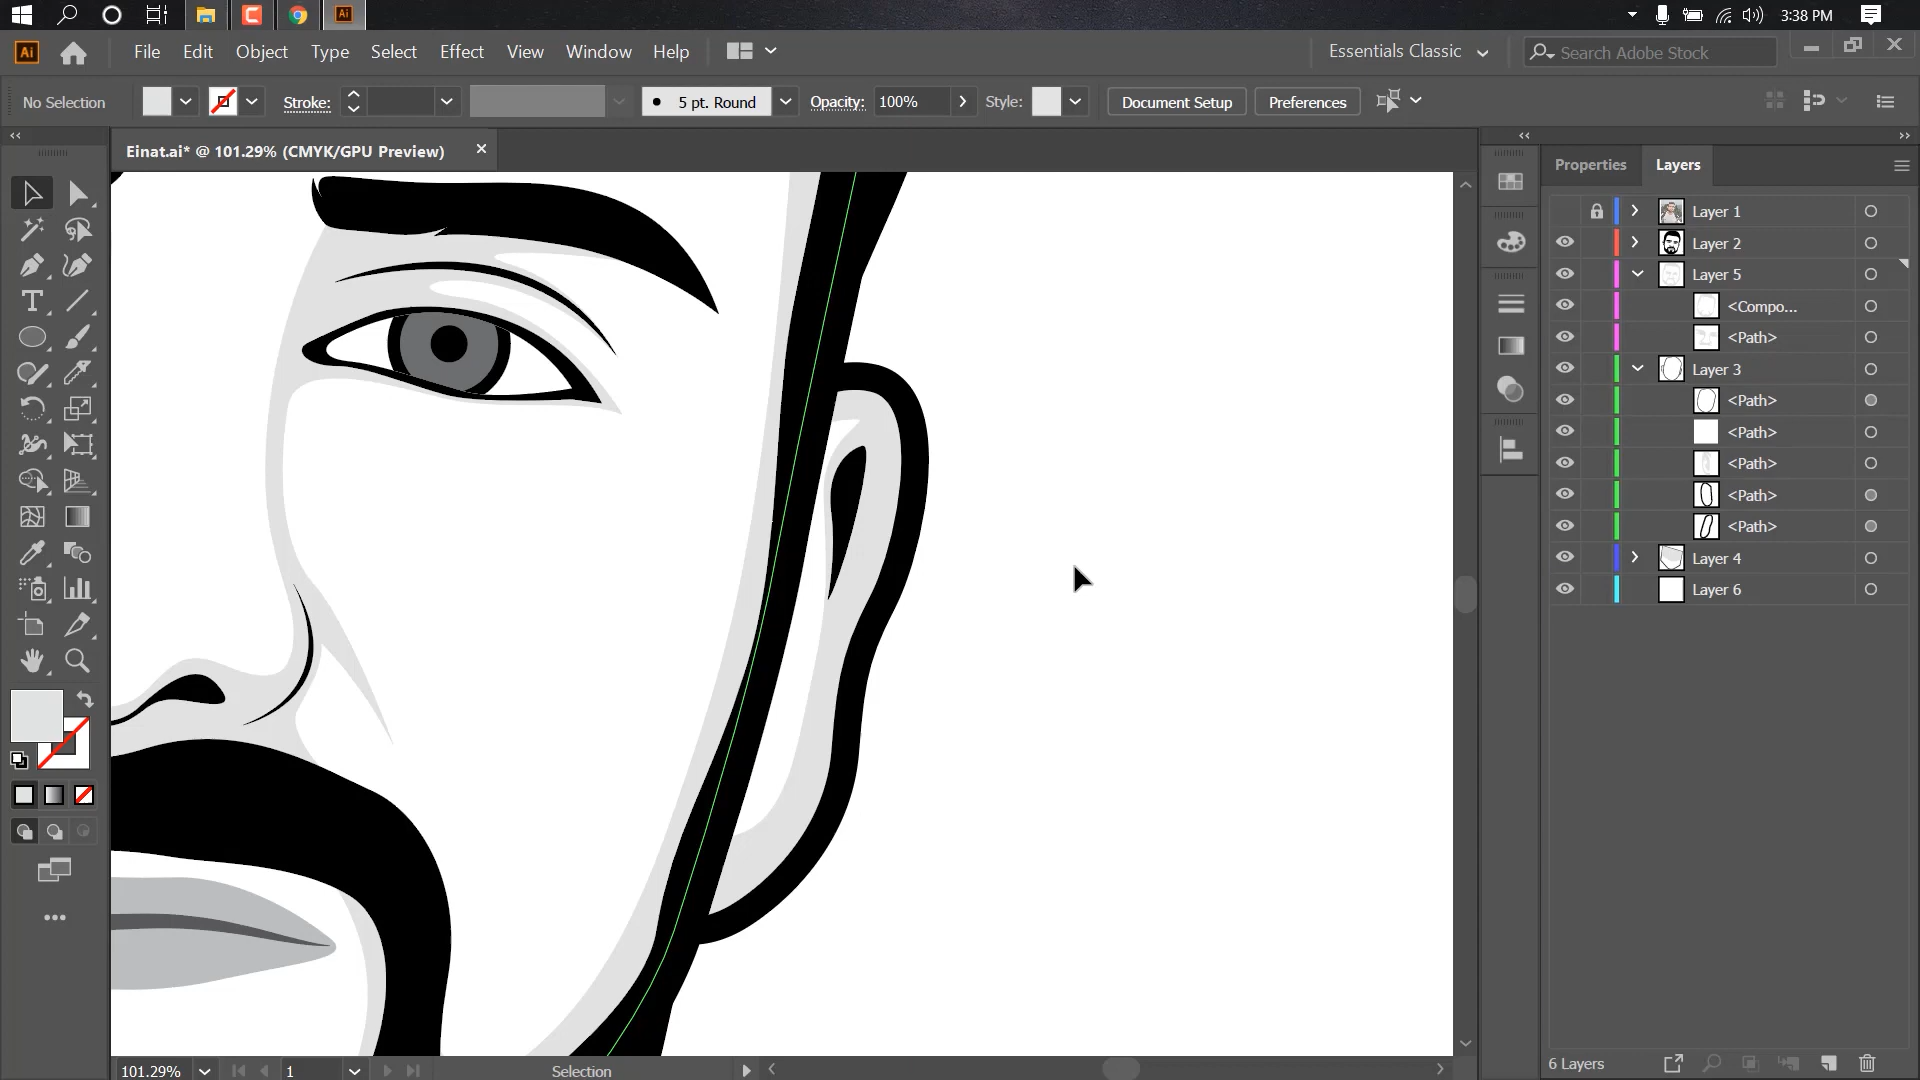 Ai
3:38 PM
Ai
File Edit Object Type Select Effect View Window Help
Essentials Classic
Search Adobe Stock
No Selection
Stroke:
5 pt. Round
Opacity: 100%
Style:
Document Setup
Preferences
Einat.ai* @ 101.29% (CMYK/GPU Preview)
Properties
Layers
Layer 1
Layer 2
Layer 5
<Compo...
<Path>
Layer 3
<Path>
<Path>
<Path>
<Path>
<Path>
Layer 4
Layer 6
101.29%
1
Selection
6 Layers